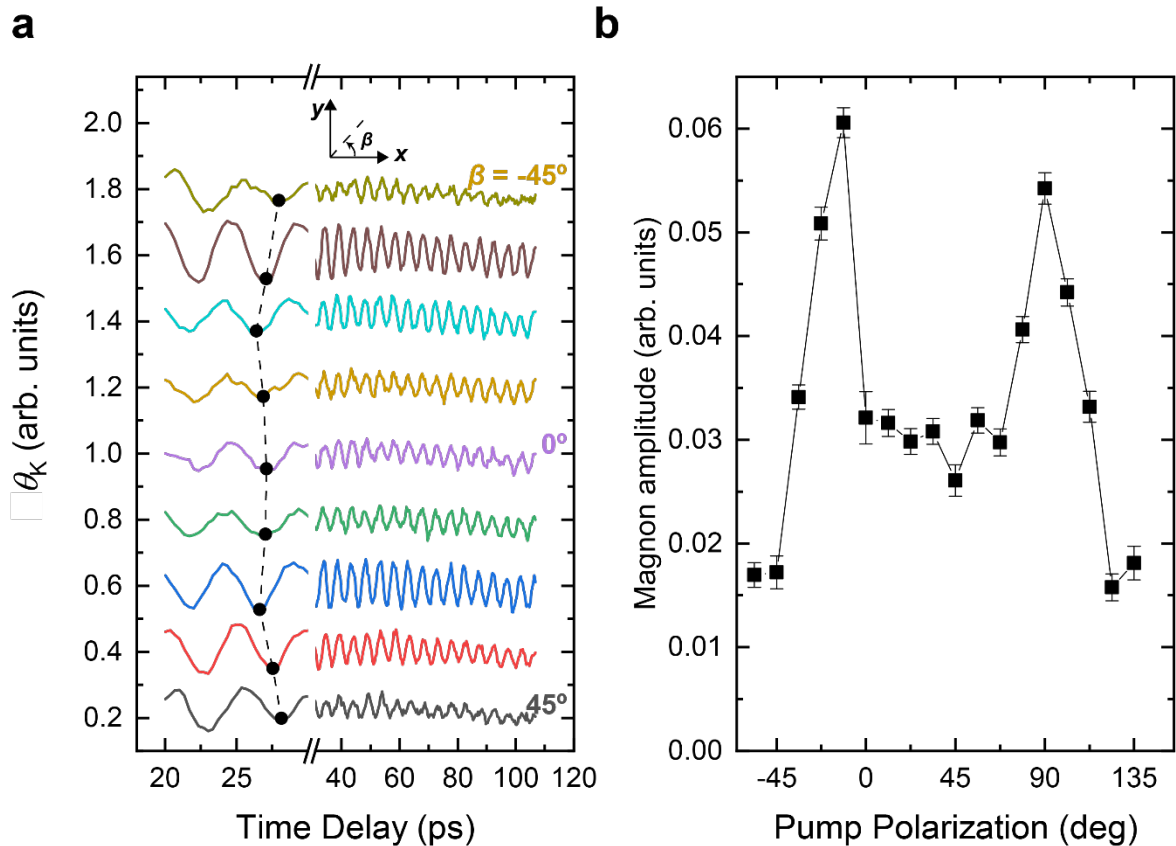 a
b
y
x
β
β = -45º
0º
45º
2.0
1.8
1.6
1.4
1.2
1.0
0.8
0.6
0.4
0.2
θK (arb. units)
20 25 40 60 80 100 120
Time Delay (ps)
0.06
0.05
0.04
0.03
0.02
0.01
0.00
Magnon amplitude (arb. units)
-45 0 45 90 135
Pump Polarization (deg)